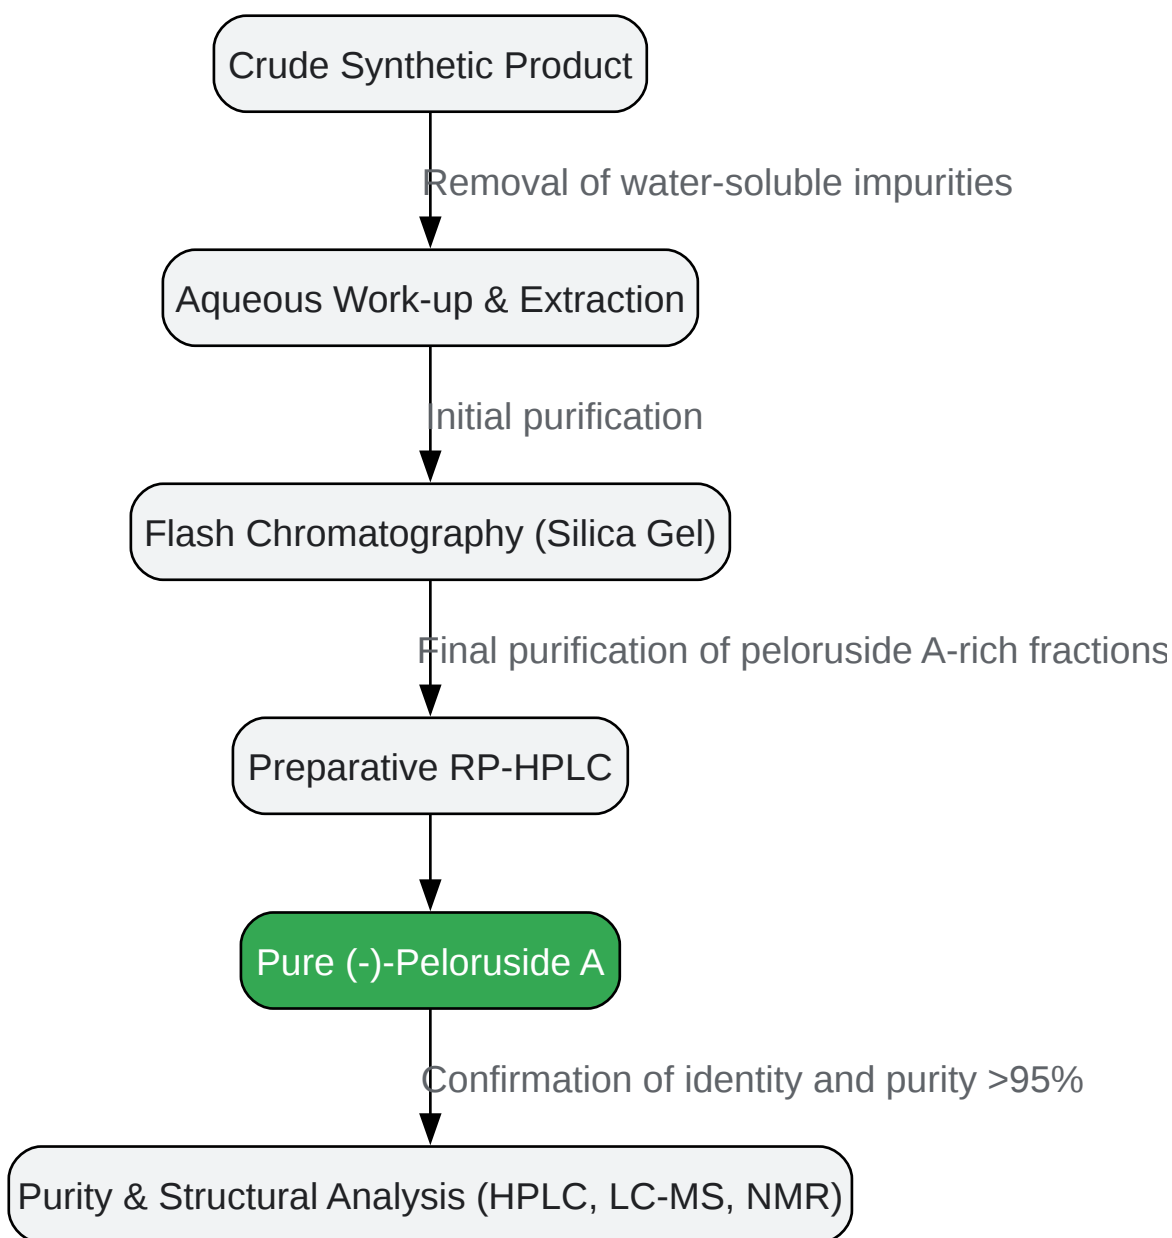 Crude Synthetic Product
Removal of water-soluble impurities
Aqueous Work-up & Extraction
Initial purification
Flash Chromatography (Silica Gel)
Final purification of peloruside A-rich fractions
Preparative RP-HPLC
Pure (-)-Peloruside A
Confirmation of identity and purity >95%
Purity & Structural Analysis (HPLC, LC-MS, NMR)